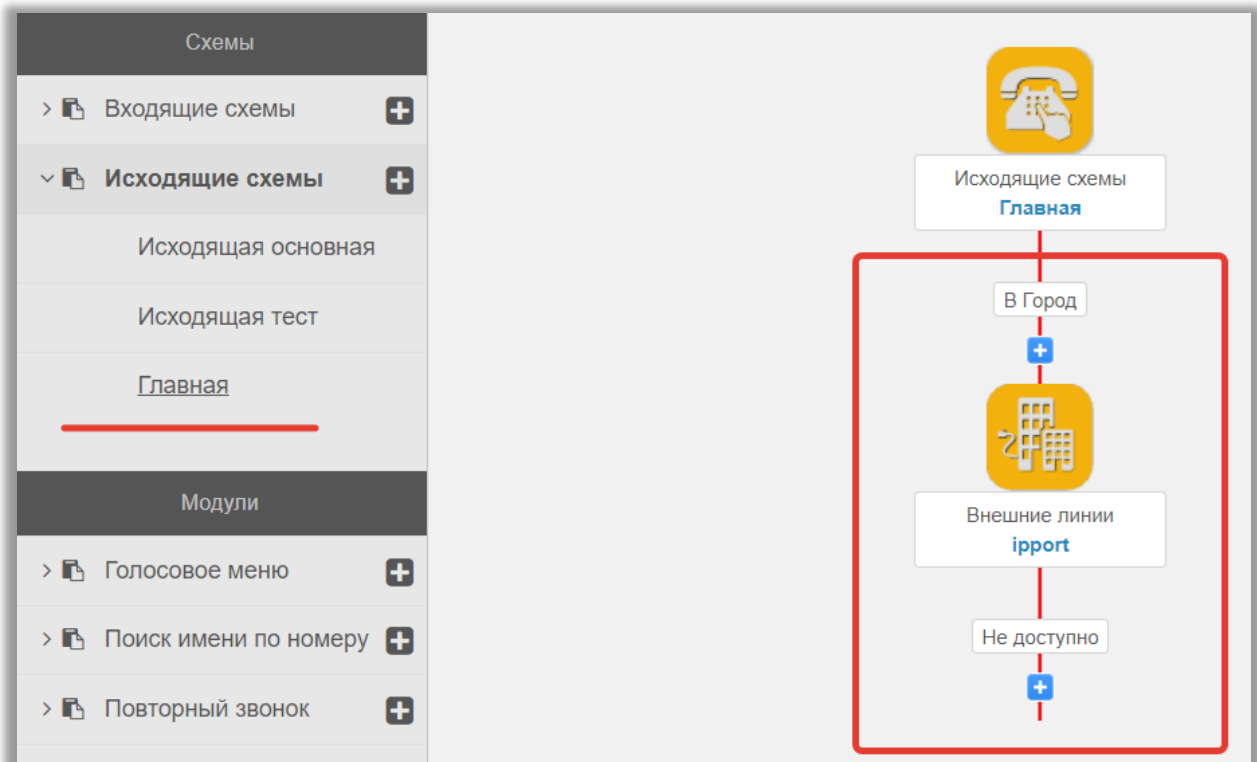 Схемы
Входящие схемы
Исходящие схемы
Исходящая основная
Исходящая тест
Главная
Модули
Голосовое меню
Поиск имени по номеру
Повторный звонок
Исходящие схемы
Главная
В Город
Внешние линии
ipport
Не доступно